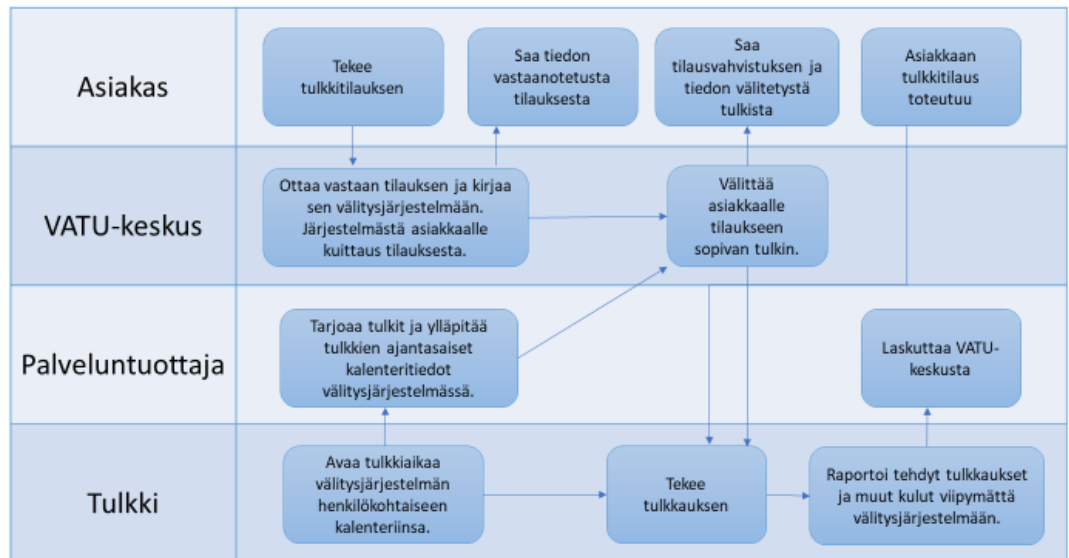 Asiakas
Tekee
tulkkitilauksen
Saa tiedon
vastaanotetusta
tilauksesta
Saa
tilausvahvistuksen ja
tiedon välitetystä
tulkista
Asiakkaan
tulkkitilaus
toteutuu
VATU-keskus
Ottaa vastaan tilauksen ja kirjaa
sen välitysjärjestelmään.
Järjestelmästä asiakkaalle
kuittaus tilauksesta.
Välittää
asiakkaalle
tilaukseen
sopivan tulkin.
Palveluntuottaja
Tarjoaa tulkit ja ylläpitää
tulkkien ajantasaiset
kalenteritiedot
välitysjärjestelmässä.
Laskuttaa VATU-
keskusta
Tulkki
Avaa tulkkiaikaa
välitysjärjestelmän
henkilökohtaiseen
kalenteriinsa.
Tekee
tulkkauksen
Raportoi tehdyt tulkkaukset
ja muut kulut viipymättä
välitysjärjestelmään.